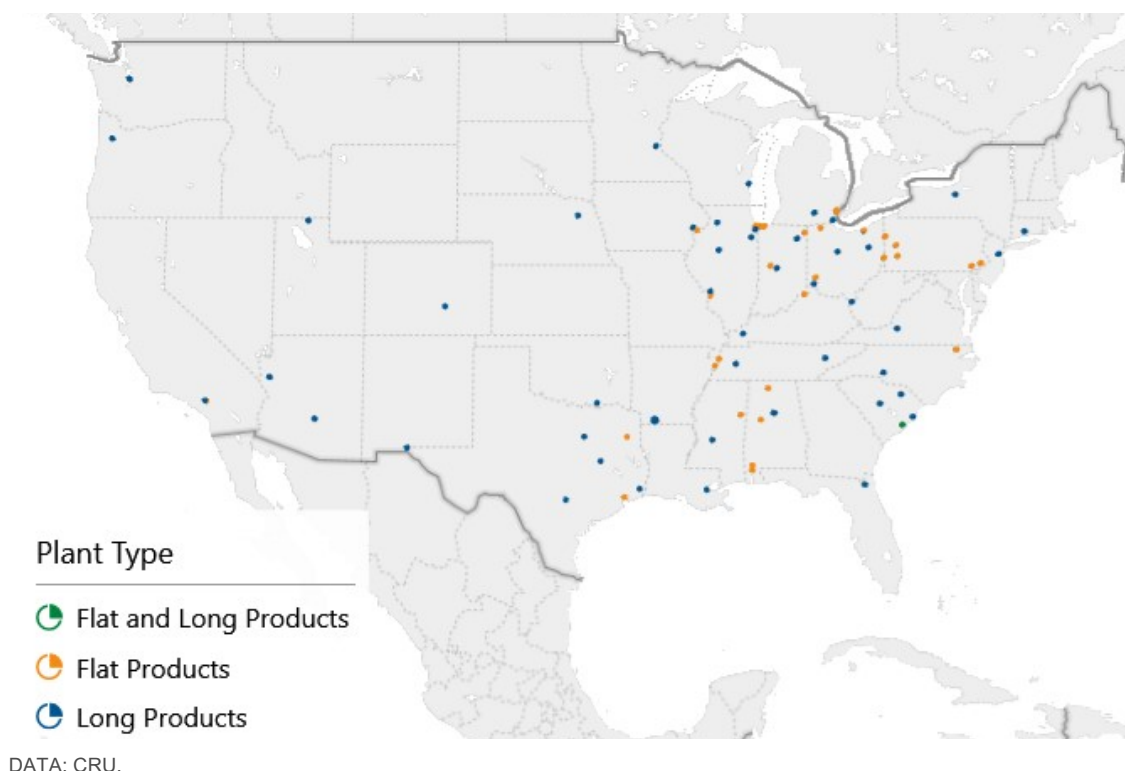 Plant Type
Flat and Long Products
Flat Products
Long Products
DATA: CRU.